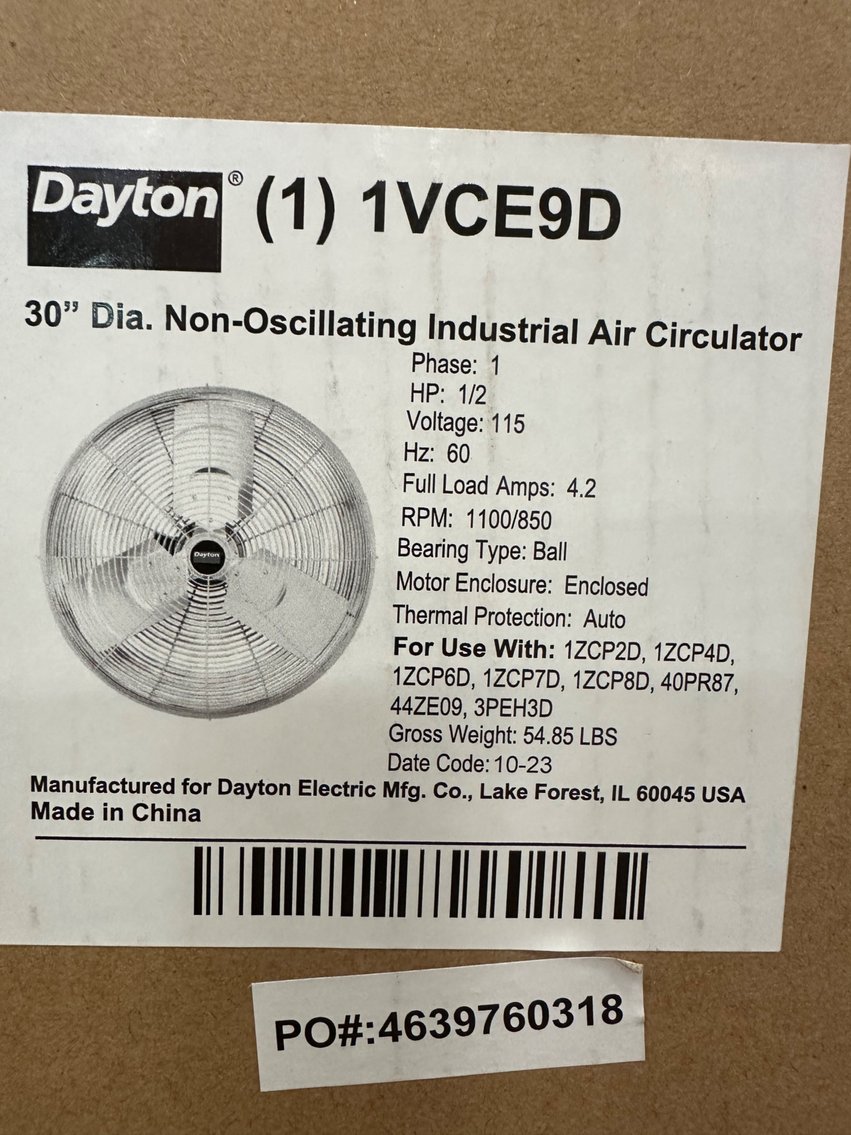 Dayton® (1) 1VCE9D
30” Dia. Non-Oscillating Industrial Air Circulator
Phase: 1
HP: 1/2
Voltage: 115
Hz: 60
Full Load Amps: 4.2
RPM: 1100/850
Bearing Type: Ball
Motor Enclosure: Enclosed
Thermal Protection: Auto
For Use With: 1ZCP2D, 1ZCP4D,
1ZCP6D, 1ZCP7D, 1ZCP8D, 40PR87,
44ZE09, 3PEH3D
Gross Weight: 54.85 LBS
Date Code: 10-23
Dayton
Manufactured for Dayton Electric Mfg. Co., Lake Forest, IL 60045 USA
Made in China
PO#:4639760318